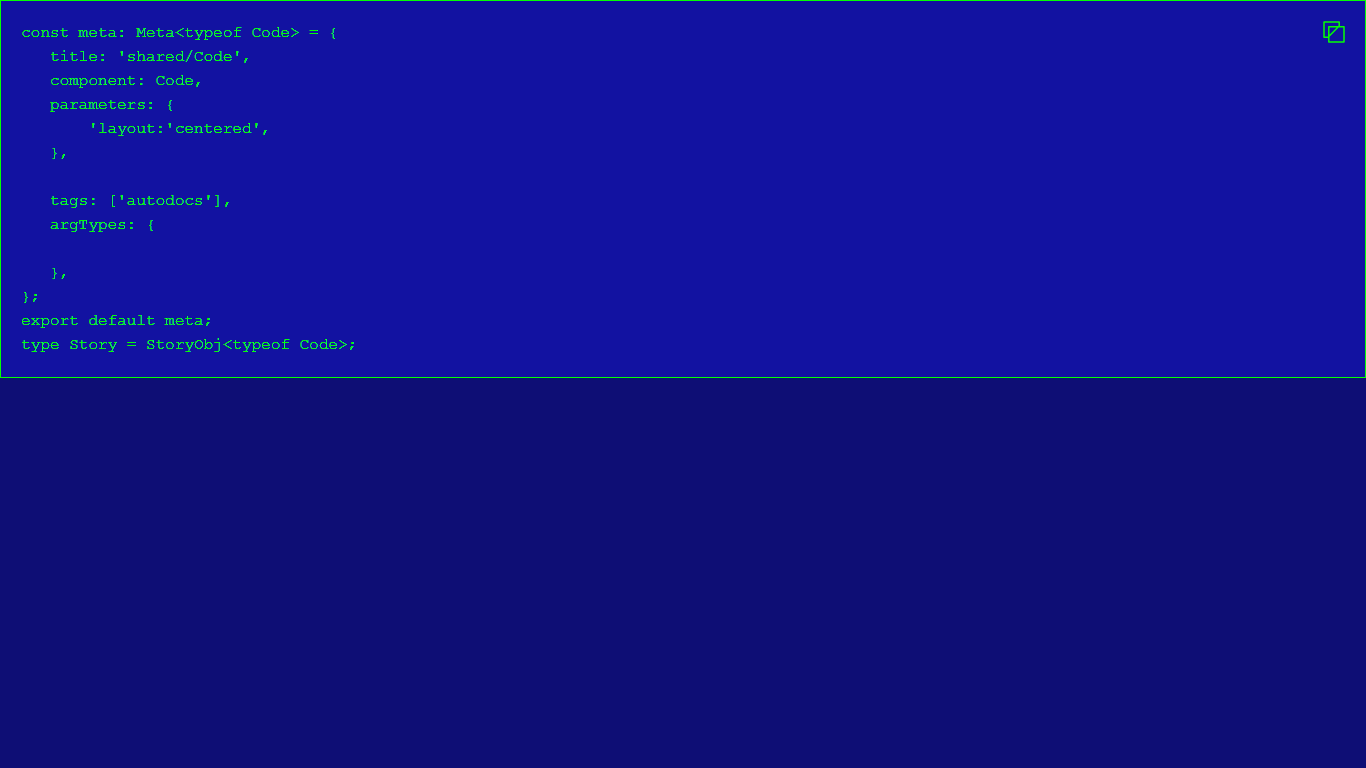 const meta: Meta<typeof Code> = {
title: 'shared/Code',
component: Code,
parameters: {
'layout:'centered',
},
tags: ['autodocs'],
argTypes: {
},
};
export default meta;
type Story = StoryObj<typeof Code>;